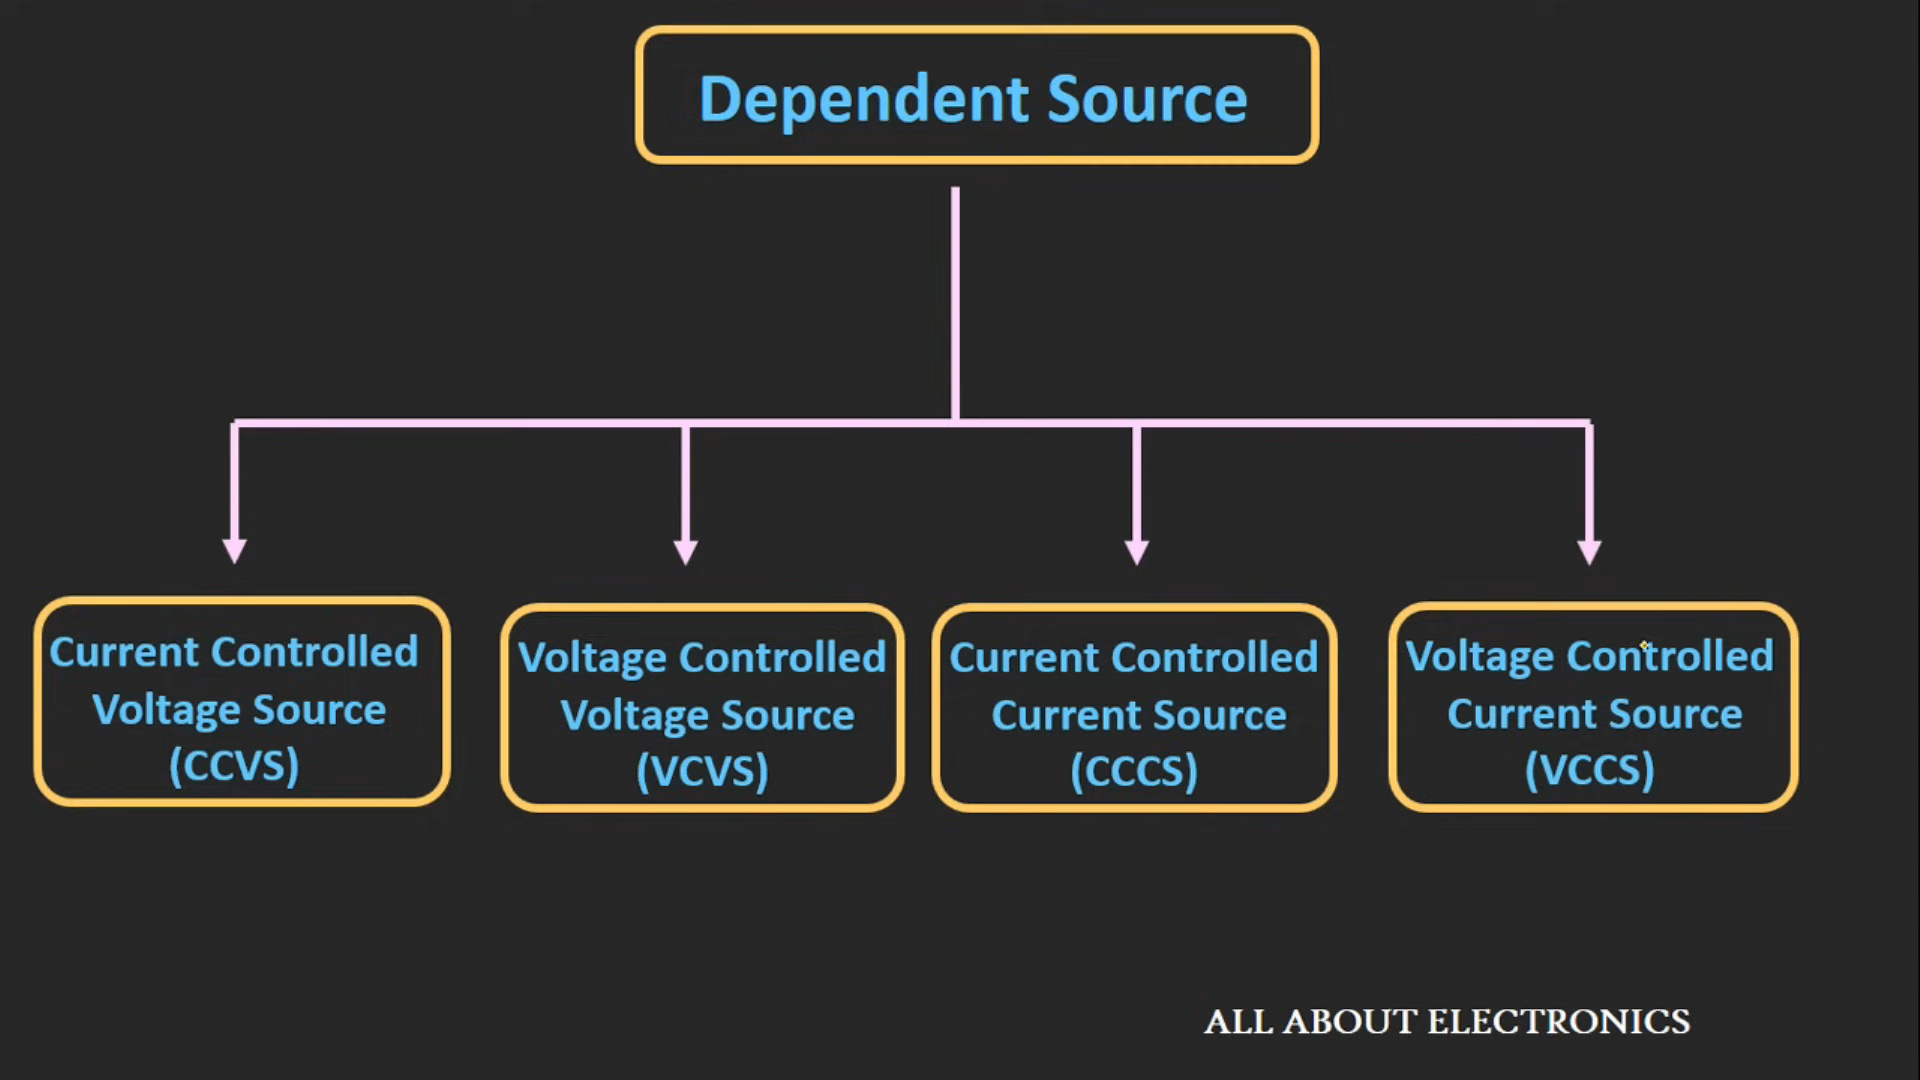 Dependent Source
Current Controlled
Voltage Source
(CCVS)
Voltage Controlled
Voltage Source
(VCVS)
Current Controlled
Current Source
(CCCS)
Voltage Controlled
Current Source
(VCCS)
ALL ABOUT ELECTRONICS